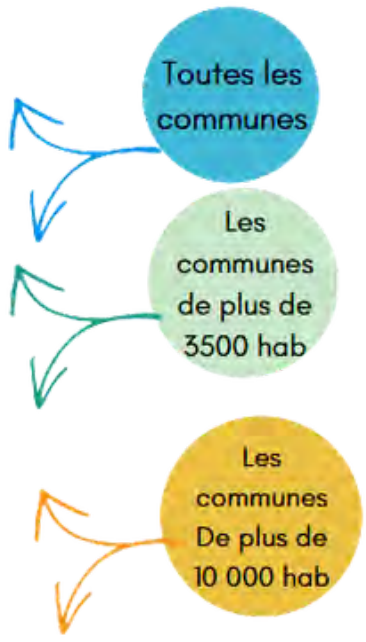 Toutes les
communes
Les
communes
de plus de
3500 hab
Les
communes
De plus de
10 000 hab